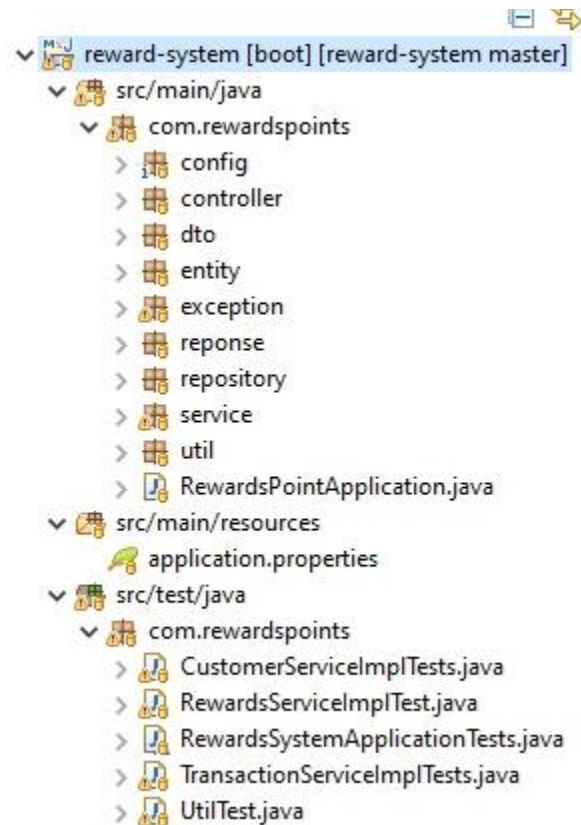 reward-system [boot] [reward-system master]
src/main/java
com.rewardspoints
config
controller
dto
entity
exception
reponse
repository
service
util
RewardsPointApplication.java
src/main/resources
application.properties
src/test/java
com.rewardspoints
CustomerServiceImplTests.java
RewardsServiceImplTest.java
RewardsSystemApplicationTests.java
TransactionServiceImplTests.java
UtilTest.java